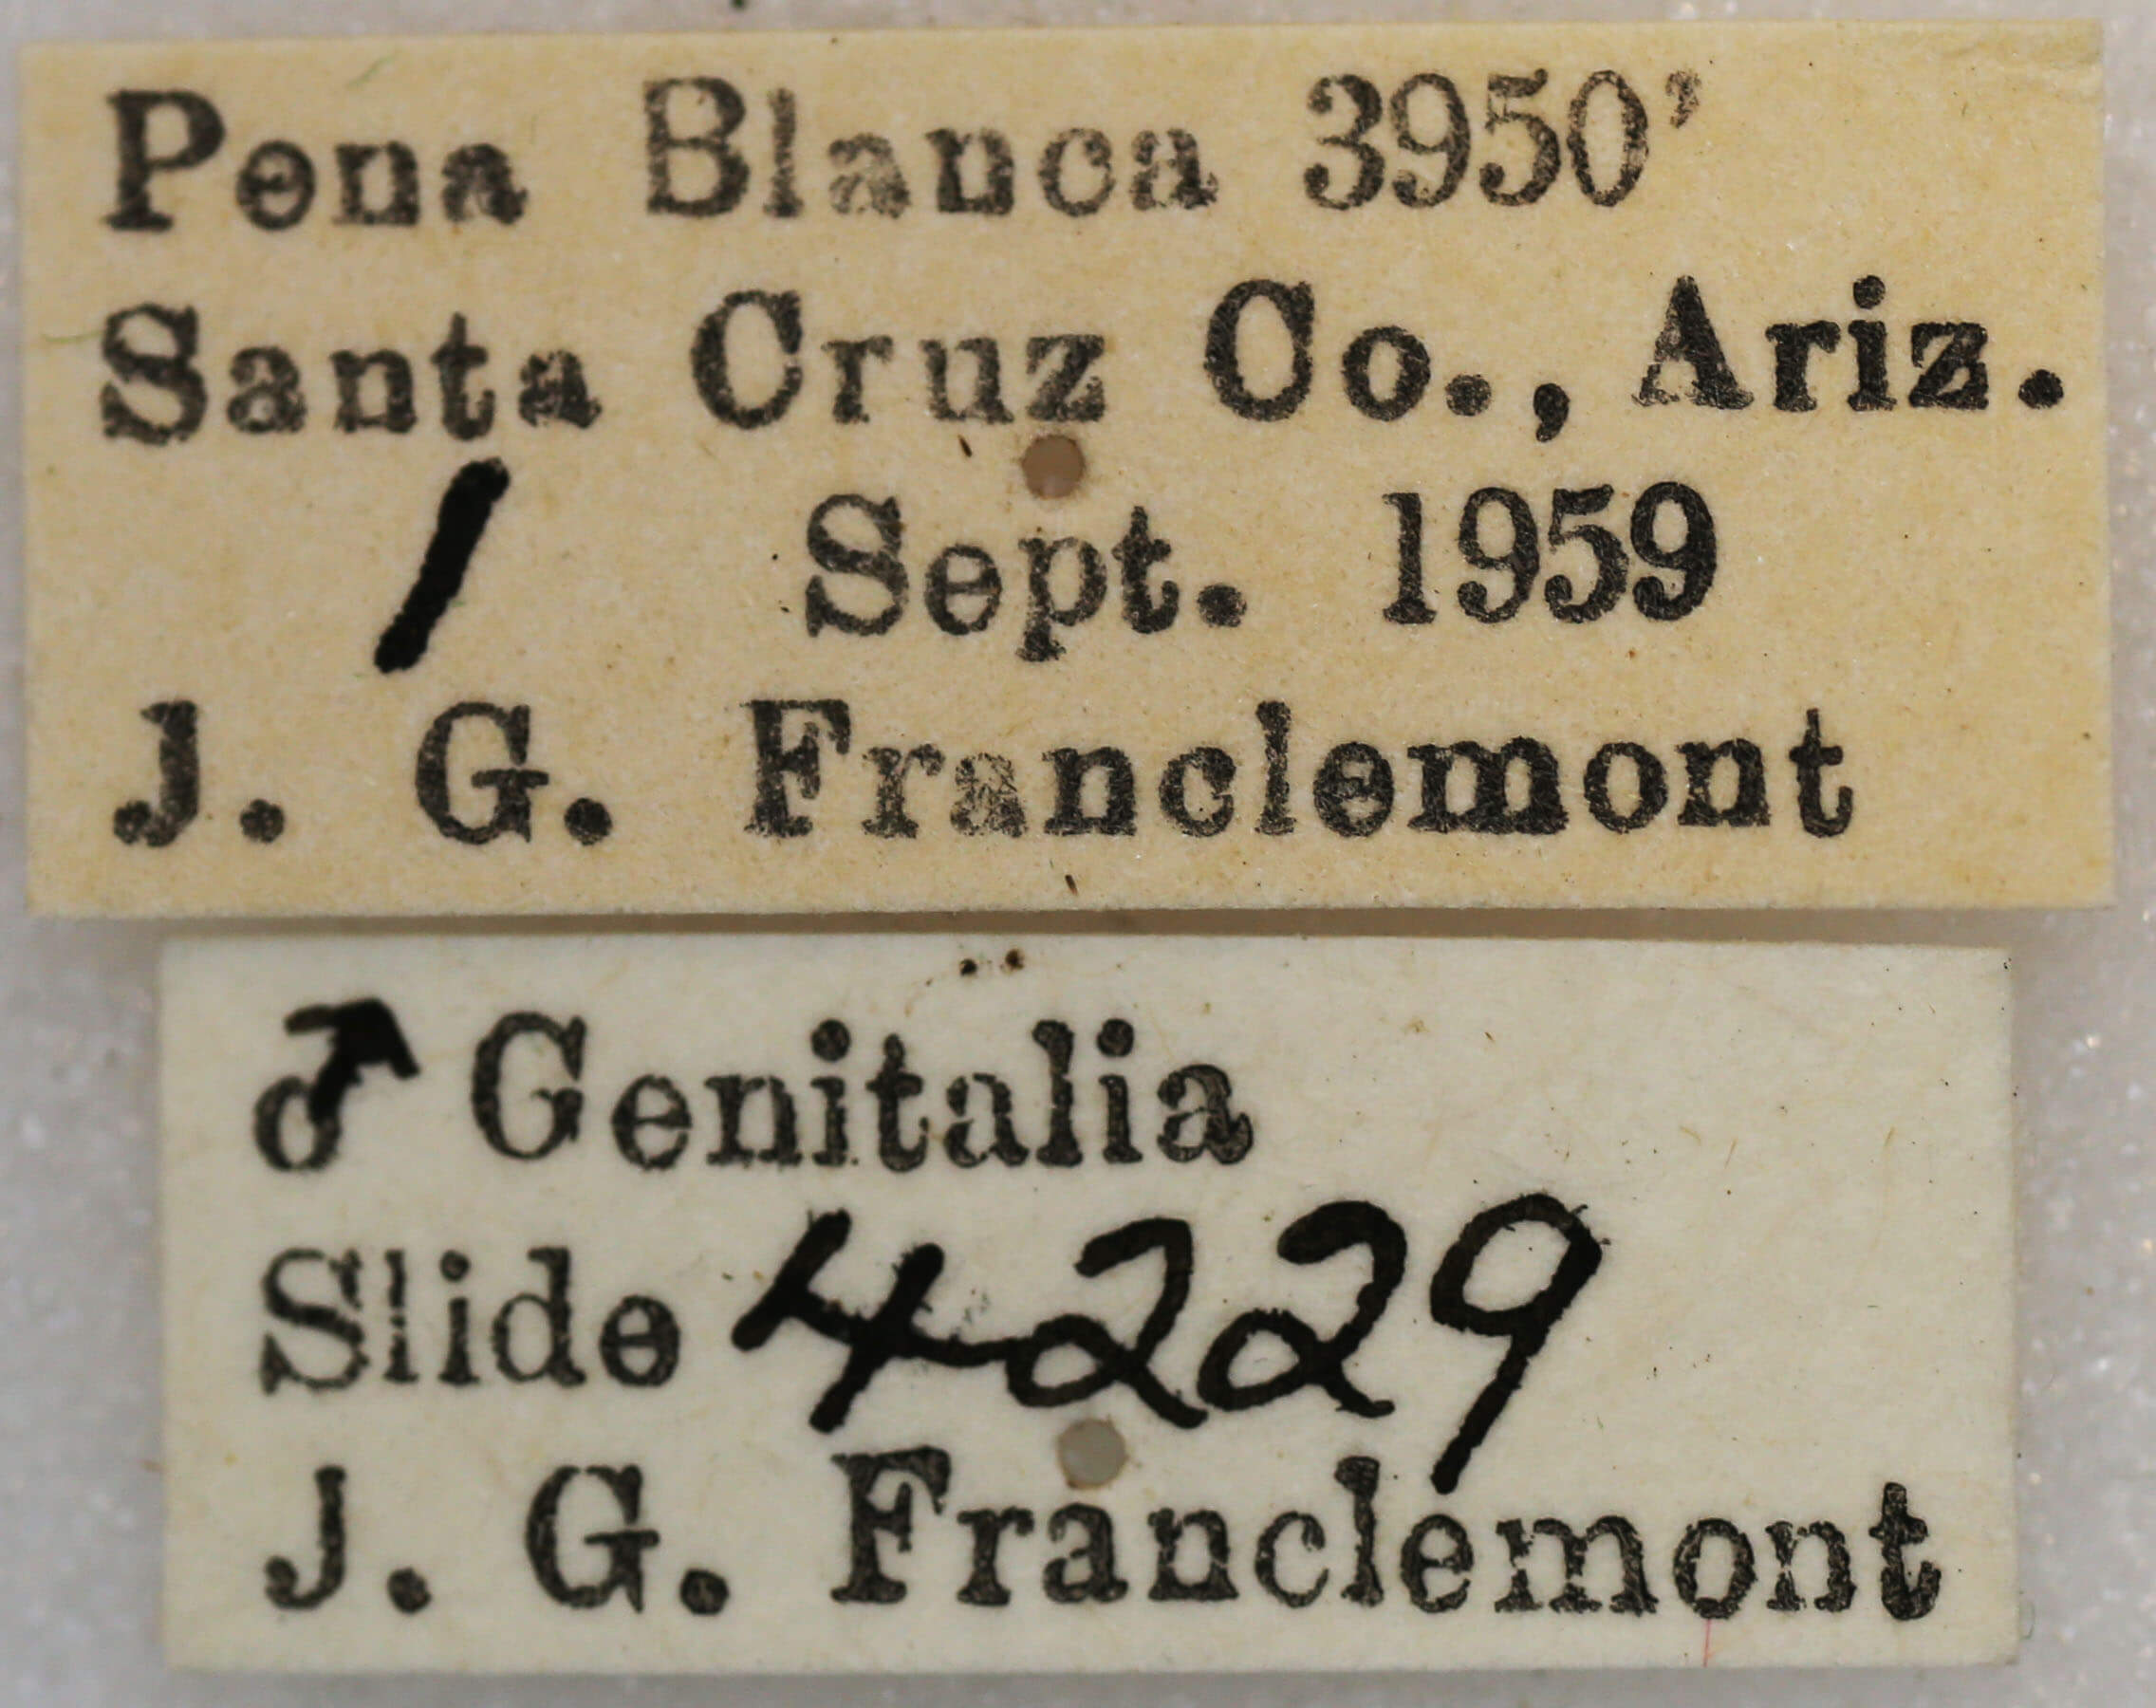 Pena Blanca 3950'
Santa Cruz Co., Ariz.
1 Sept. 1959
J. G. Franclemont
♂ Genitalia
Slide 4229
J. G. Franclemont